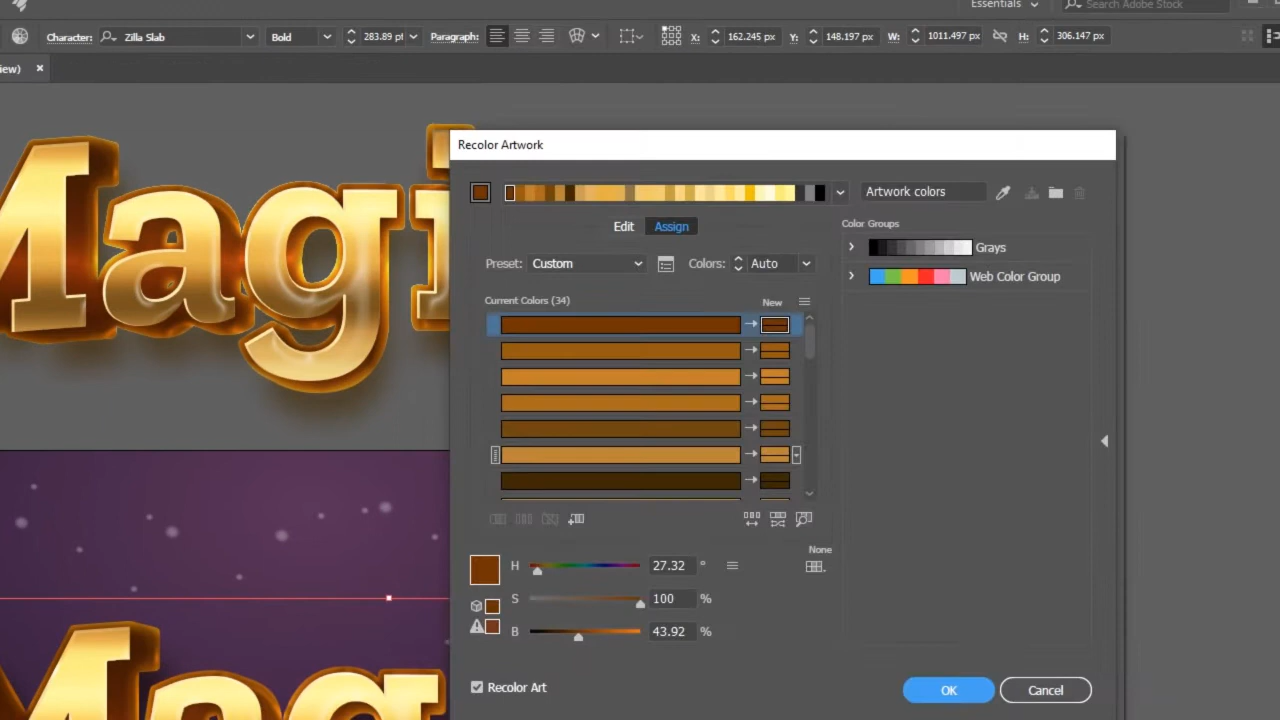 Essentials
Search Adobe Stock
Character: Zilla Slab Bold 283.89 pt Paragraph: X: 162.245 px Y: 148.197 px W: 1011.497 px H: 306.147 px
iew) ×
Magi
Recolor Artwork
Artwork colors
Edit Assign
Color Groups
Preset: Custom Colors: Auto
Grays
Web Color Group
Current Colors (34) New
None
H 27.32 °
S 100 %
B 43.92 %
Recolor Art
OK Cancel
Mag